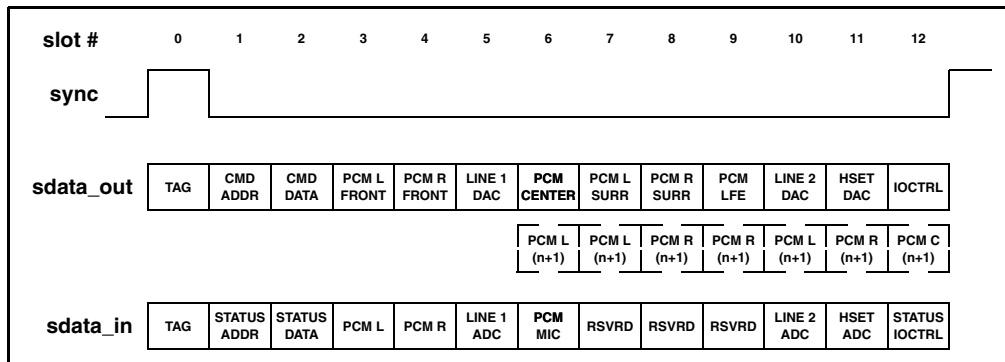 slot # 0 1 2 3 4 5 6 7 8 9 10 11 12
sync
sdata_out TAG CMD ADDR CMD DATA PCM L FRONT PCM R FRONT LINE 1 DAC PCM CENTER PCM L SURR PCM R SURR PCM LFE LINE 2 DAC HSET DAC IOCTRL
PCM L (n+1) PCM L (n+1) PCM R (n+1) PCM R (n+1) PCM L (n+1) PCM R (n+1) PCM C (n+1)
sdata_in TAG STATUS ADDR STATUS DATA PCM L PCM R LINE 1 ADC PCM MIC RSVRD RSVRD RSVRD LINE 2 ADC HSET ADC STATUS IOCTRL